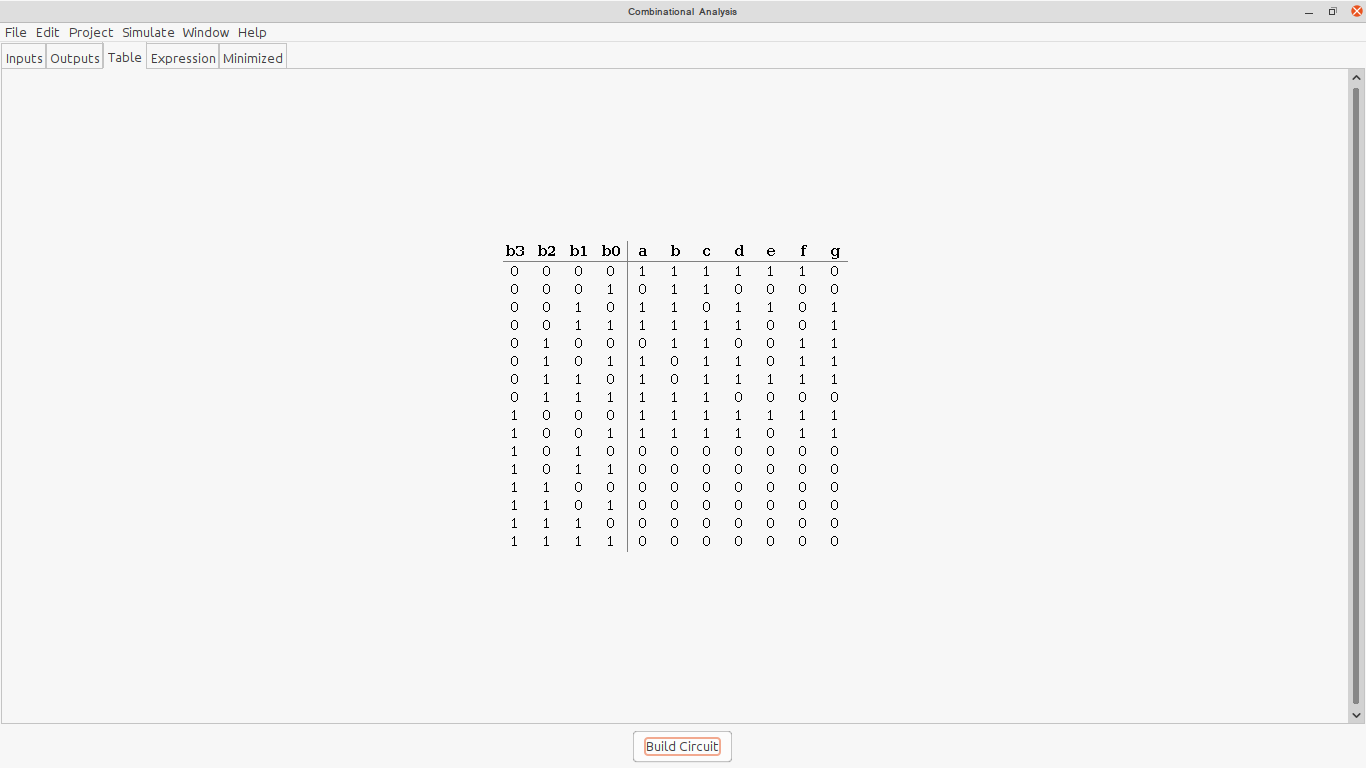 Combinational Analysis
File Edit Project Simulate Window Help
Inputs Outputs Table Expression Minimized
b3 b2 b1 b0 a b c d e f g
0 0 0 0 1 1 1 1 1 1 0
0 0 0 1 0 1 1 0 0 0 0
0 0 1 0 1 1 0 1 1 0 1
0 0 1 1 1 1 1 1 0 0 1
0 1 0 0 0 1 1 0 0 1 1
0 1 0 1 1 0 1 1 0 1 1
0 1 1 0 1 0 1 1 1 1 1
0 1 1 1 1 1 1 0 0 0 0
1 0 0 0 1 1 1 1 1 1 1
1 0 0 1 1 1 1 1 0 1 1
1 0 1 0 0 0 0 0 0 0 0
1 0 1 1 0 0 0 0 0 0 0
1 1 0 0 0 0 0 0 0 0 0
1 1 0 1 0 0 0 0 0 0 0
1 1 1 0 0 0 0 0 0 0 0
1 1 1 1 0 0 0 0 0 0 0
Build Circuit